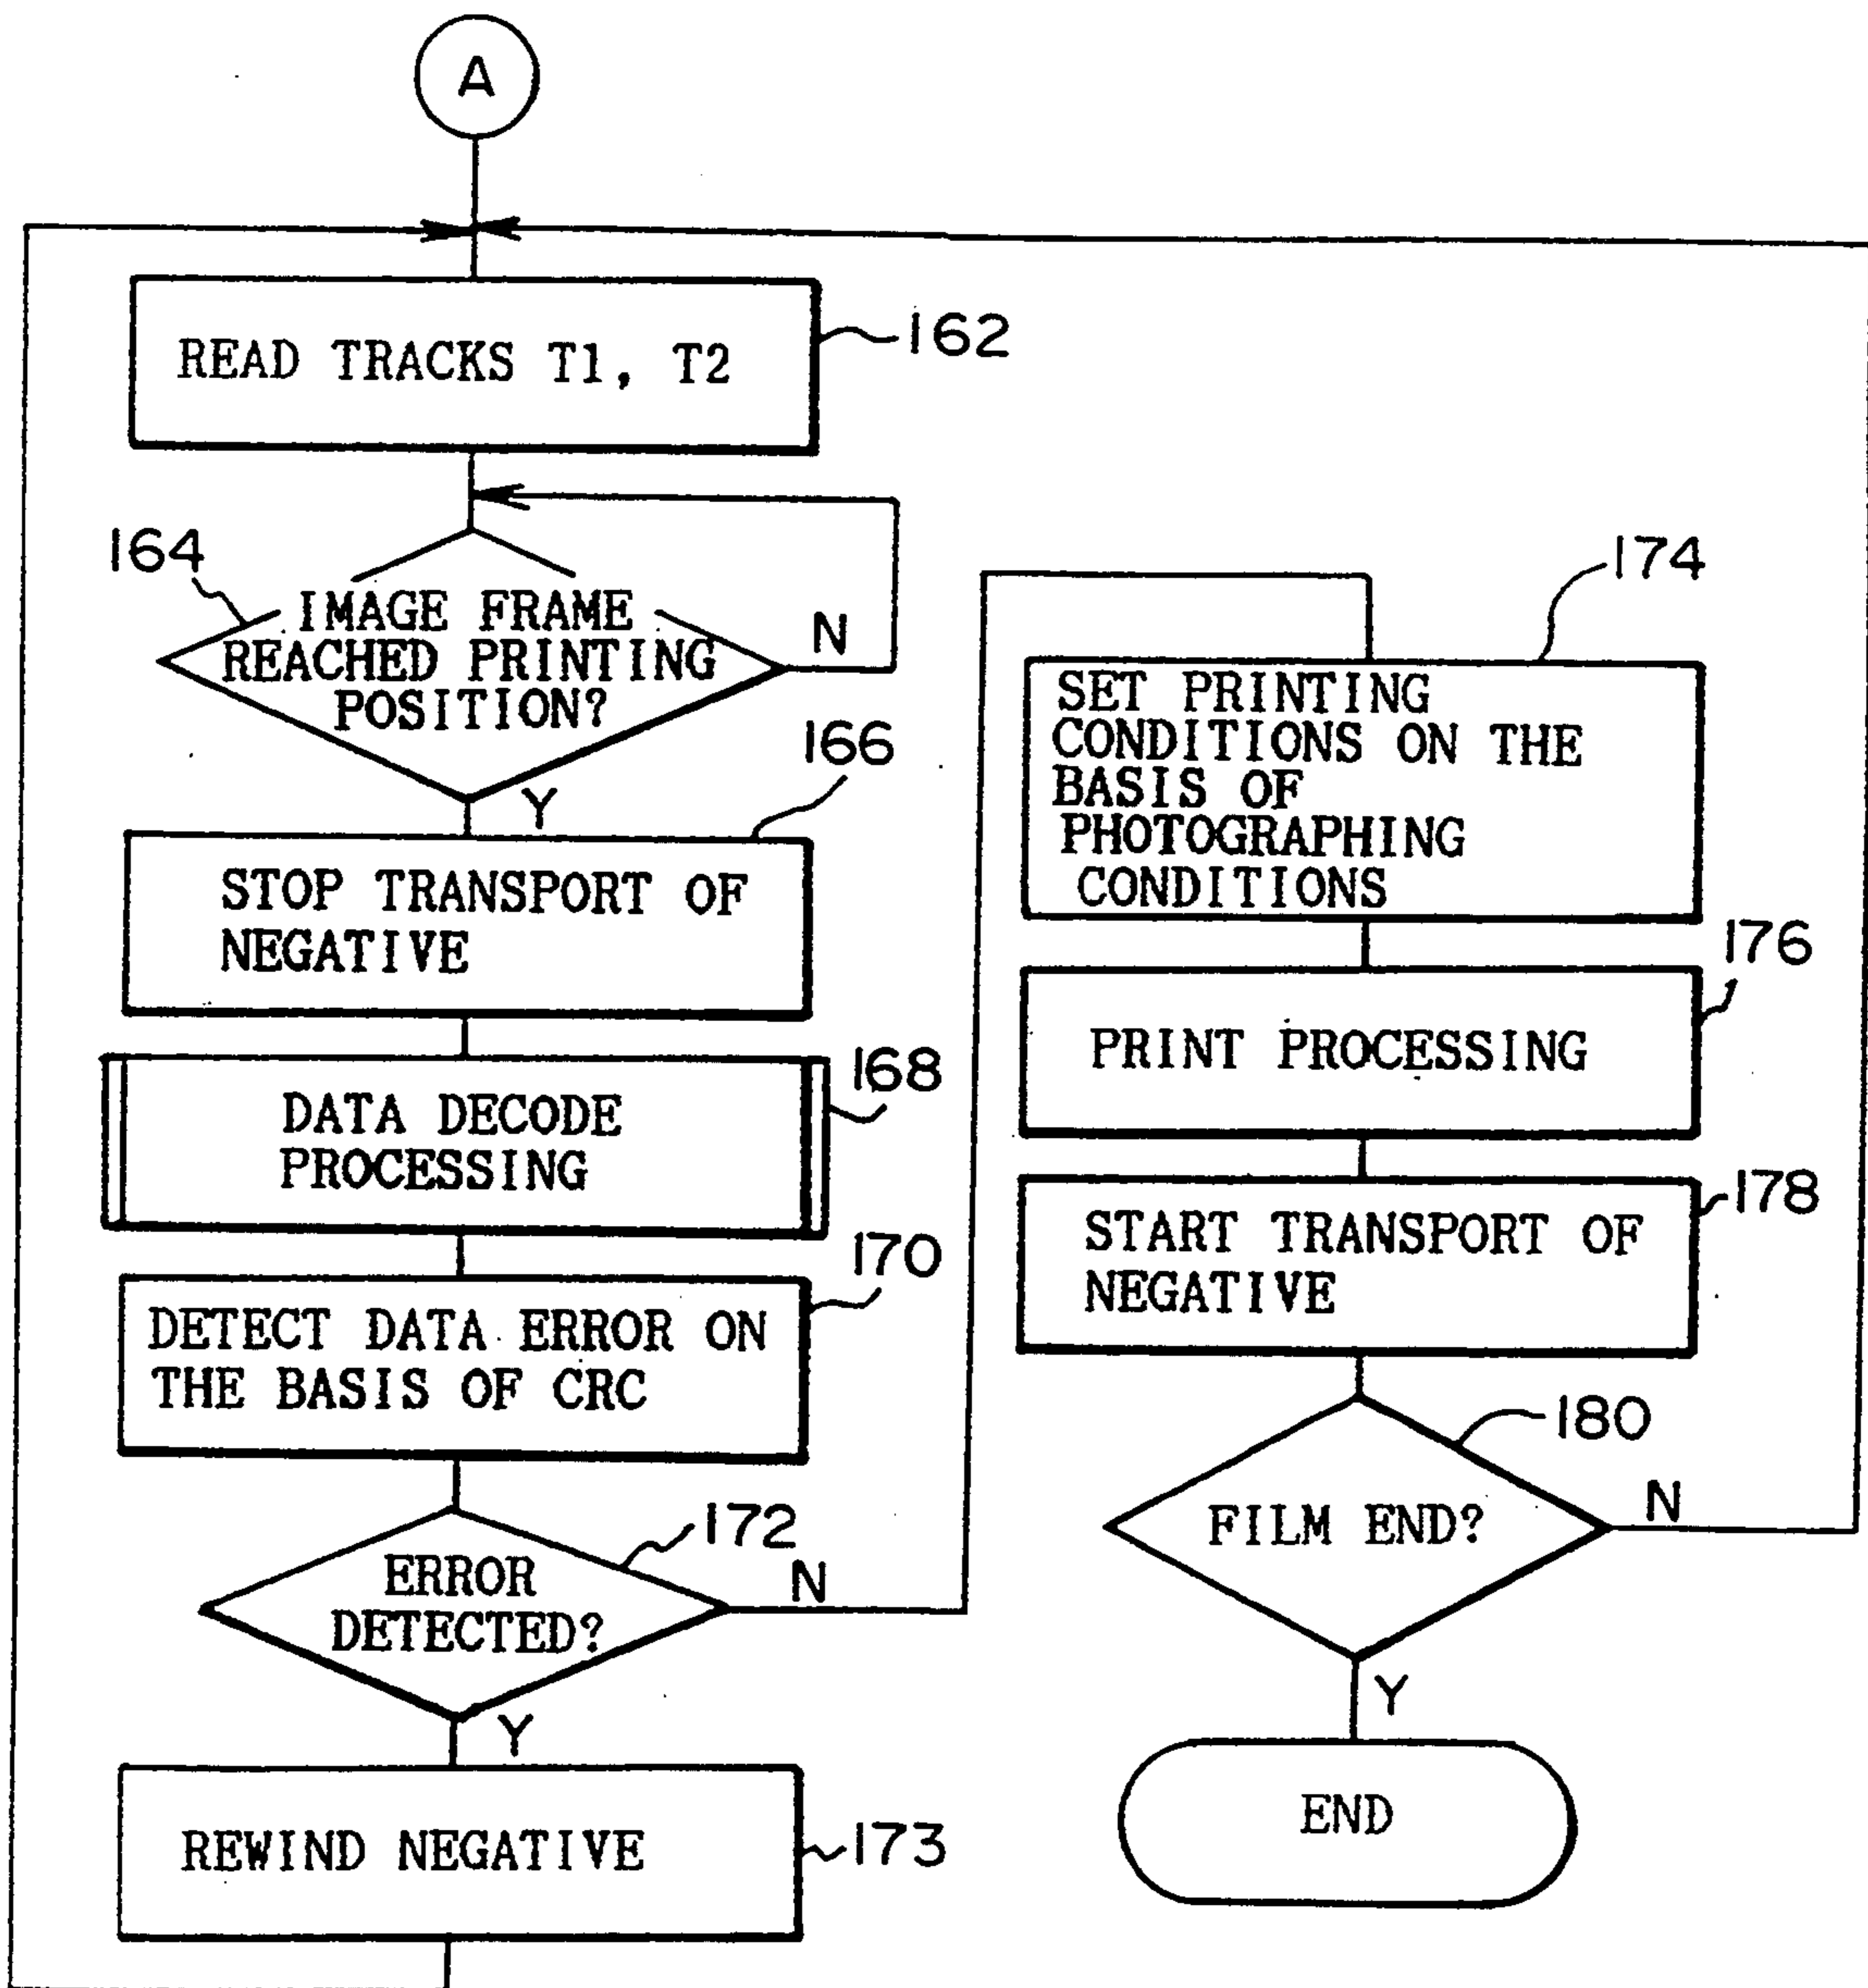 A
READ TRACKS T1, T2
162
164
IMAGE FRAME
REACHED PRINTING
POSITION?
N
Y
166
STOP TRANSPORT OF
NEGATIVE
168
DATA DECODE
PROCESSING
170
DETECT DATA ERROR ON
THE BASIS OF CRC
172
ERROR
DETECTED?
N
Y
REWIND NEGATIVE
173
174
SET PRINTING
CONDITIONS ON THE
BASIS OF
PHOTOGRAPHING
CONDITIONS
176
PRINT PROCESSING
178
START TRANSPORT OF
NEGATIVE
180
FILM END?
N
Y
END